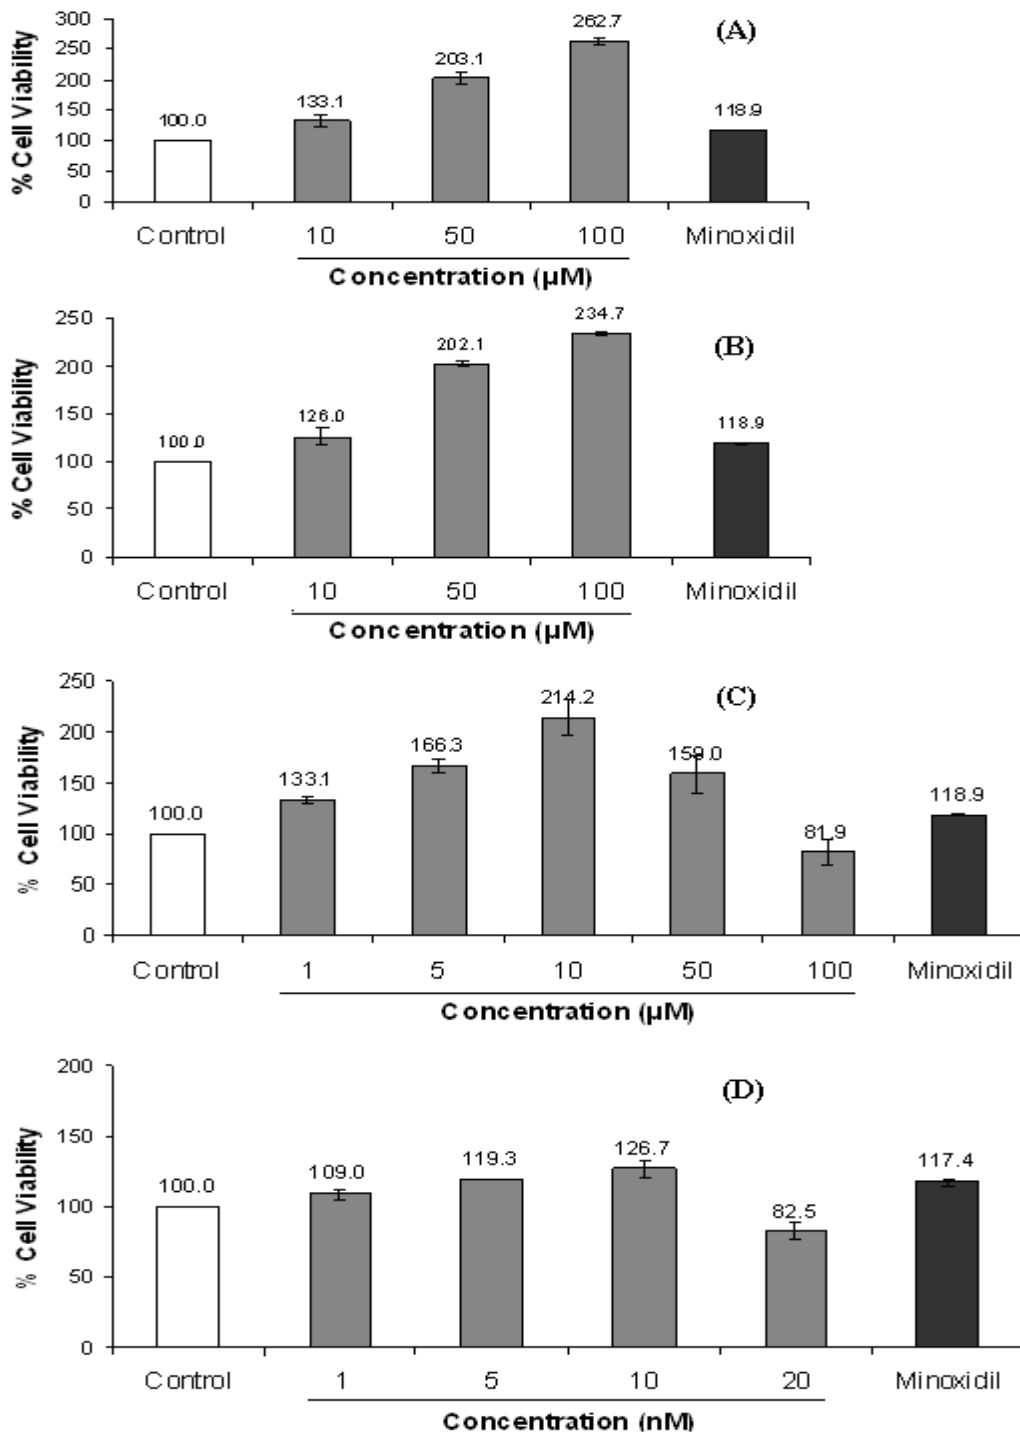 300
(A)
262.7
250
203.1
200
150
133.1
118.9
100.0
100
50
0
% Cell Viability
Control 10 50 100 Minoxidil
Concentration (µM)
250
234.7
(B)
202.1
200
150
126.0
118.9
100.0
100
50
0
% Cell Viability
Control 10 50 100 Minoxidil
Concentration (µM)
250
(C)
214.2
200
166.3
159.0
150
133.1
118.9
100.0
100
81.9
50
0
% Cell Viability
Control 1 5 10 50 100 Minoxidil
Concentration (µM)
200
(D)
150
126.7
119.3
117.4
109.0
100.0
100
82.5
50
0
% Cell Viability
Control 1 5 10 20 Minoxidil
Concentration (nM)